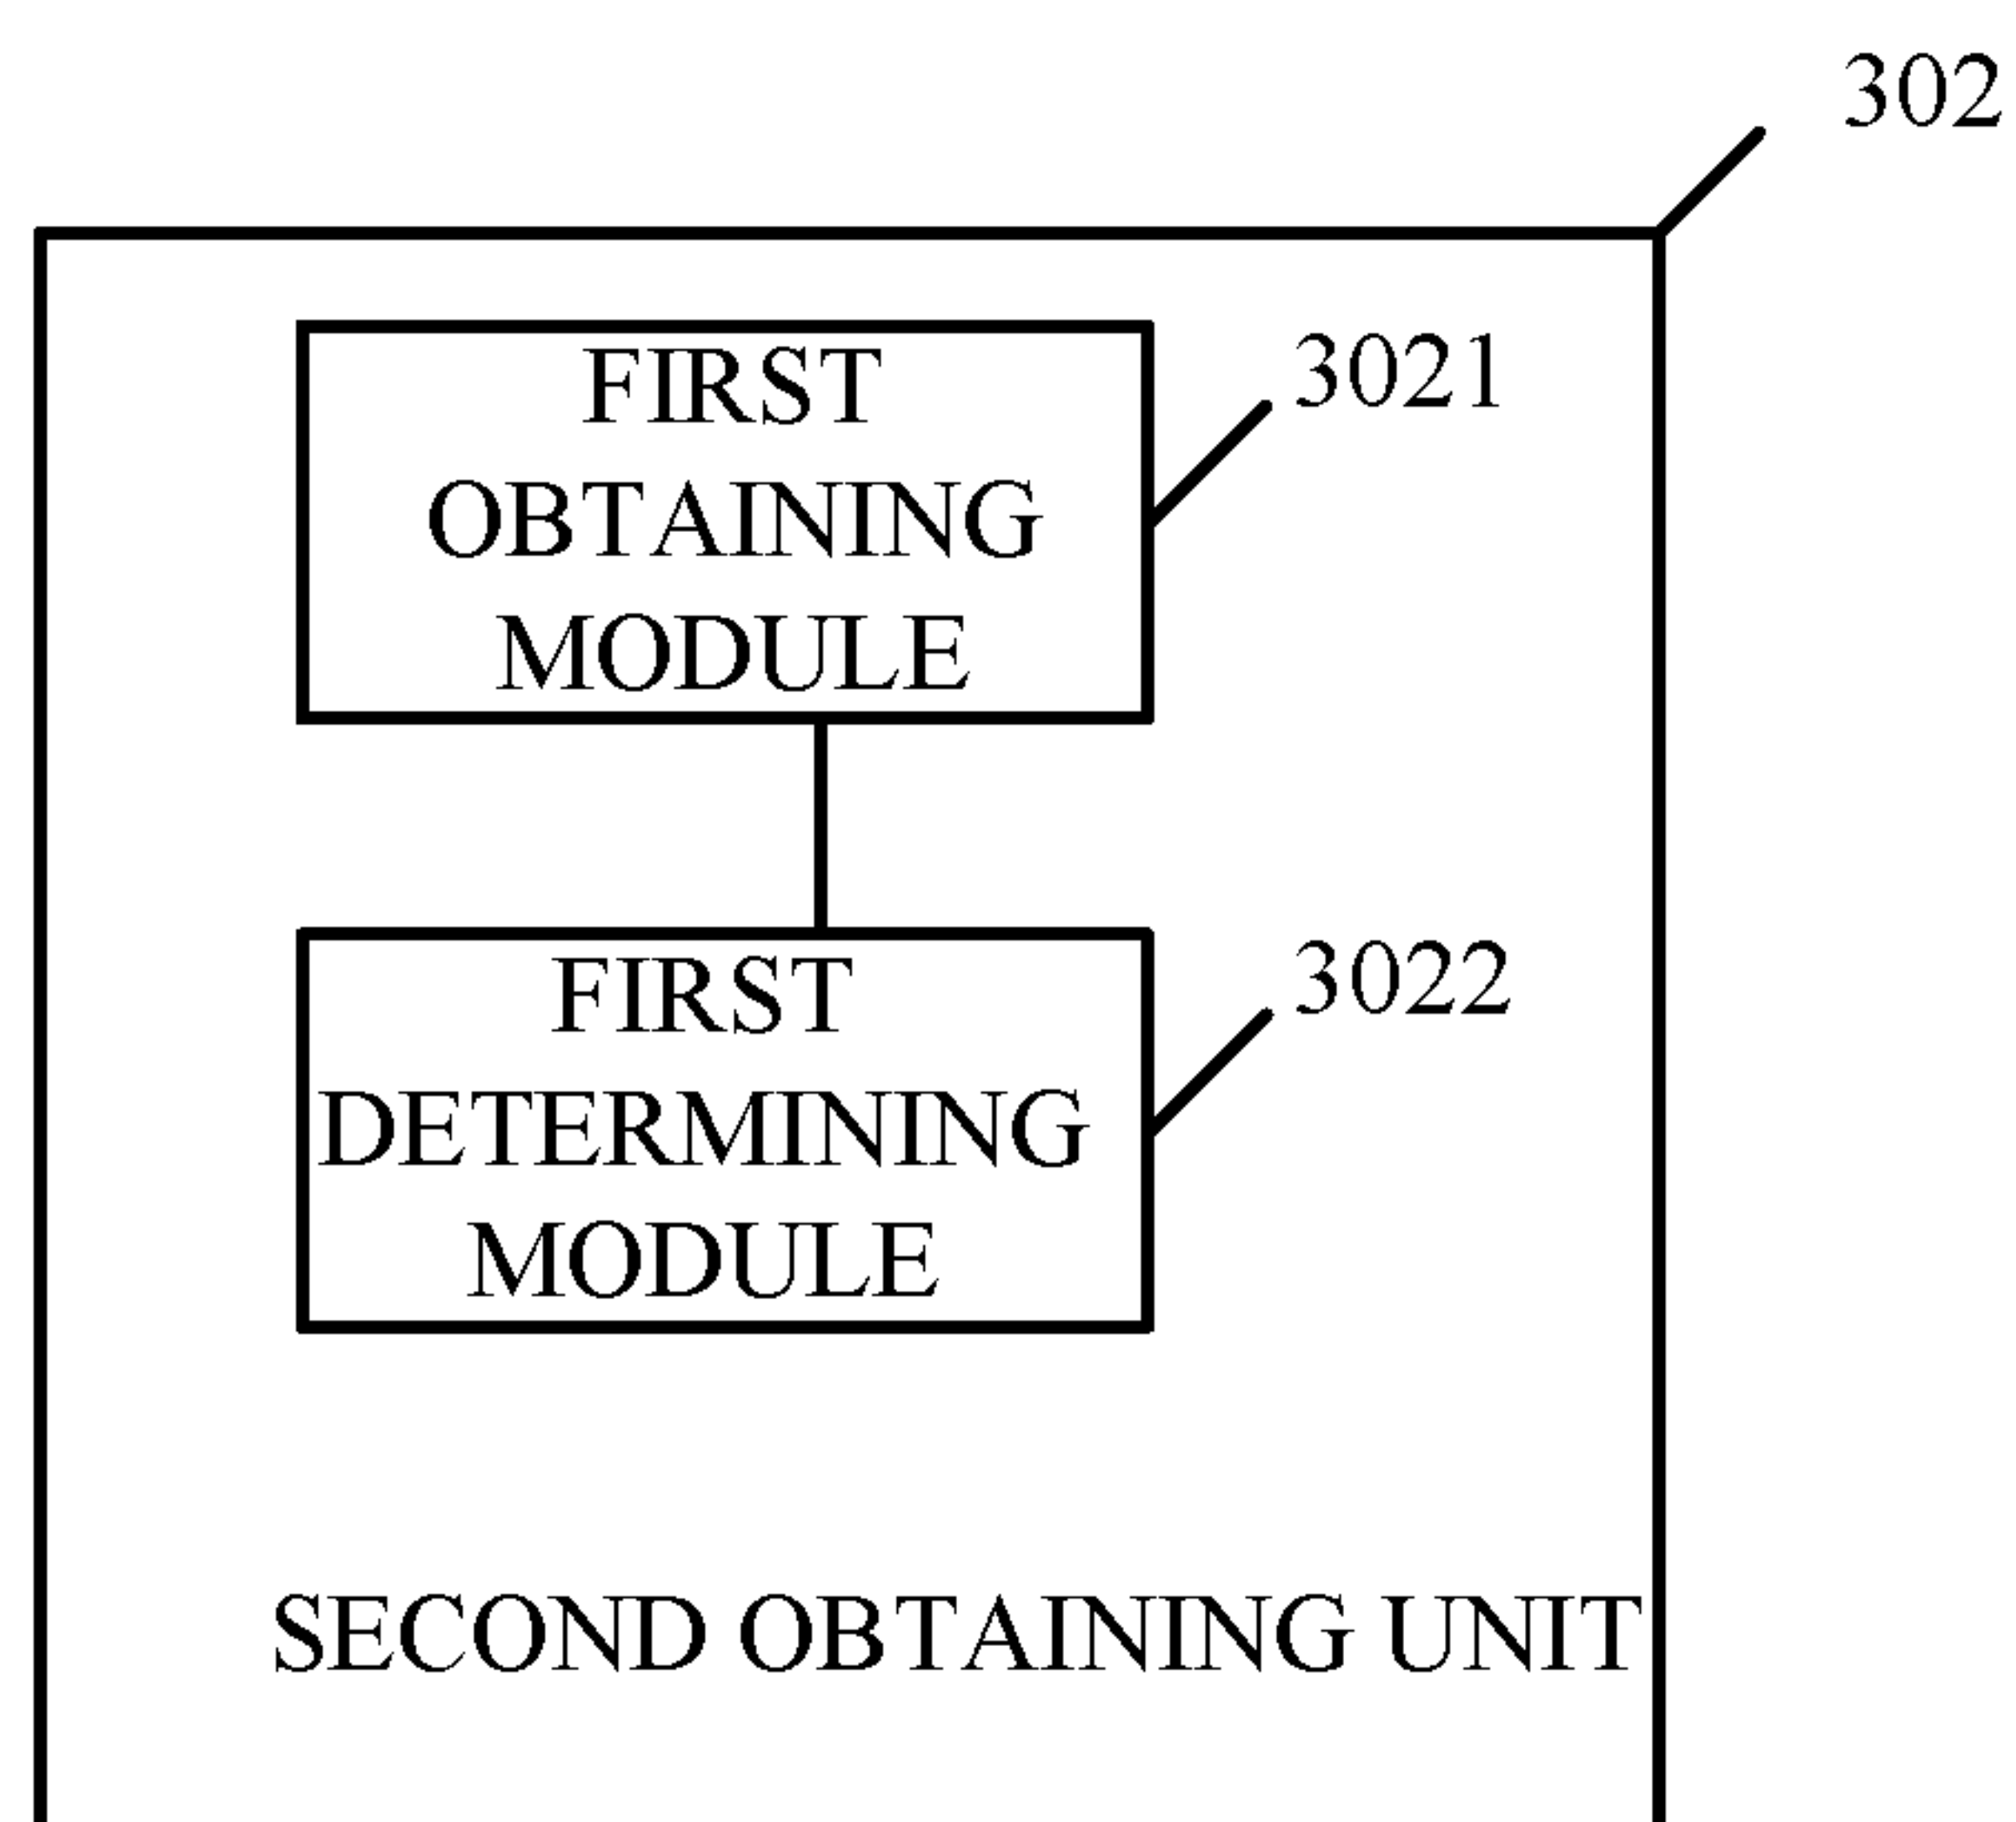 302
FIRST
OBTAINING
MODULE
3021
FIRST
DETERMINING
MODULE
3022
SECOND OBTAINING UNIT